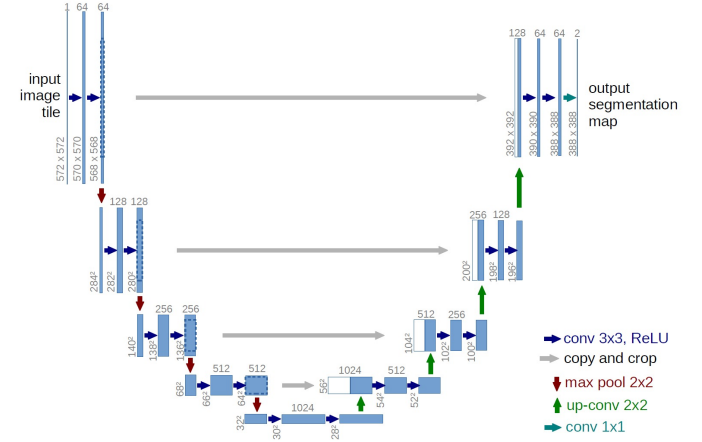 1 64 64
128 64 64 2
input
image
tile
output
segmentation
map
572 x 572
570 x 570
568 x 568
392 x 392
390 x 390
388 x 388
388 x 388
128 128
256 128
284²
282²
280²
200²
198²
196²
256 256
512 256
140²
138²
136²
104²
102²
100²
512 512
1024 512
68²
66²
64²
56²
54²
52²
1024
32²
30²
28²
conv 3x3, ReLU
copy and crop
max pool 2x2
up-conv 2x2
conv 1x1